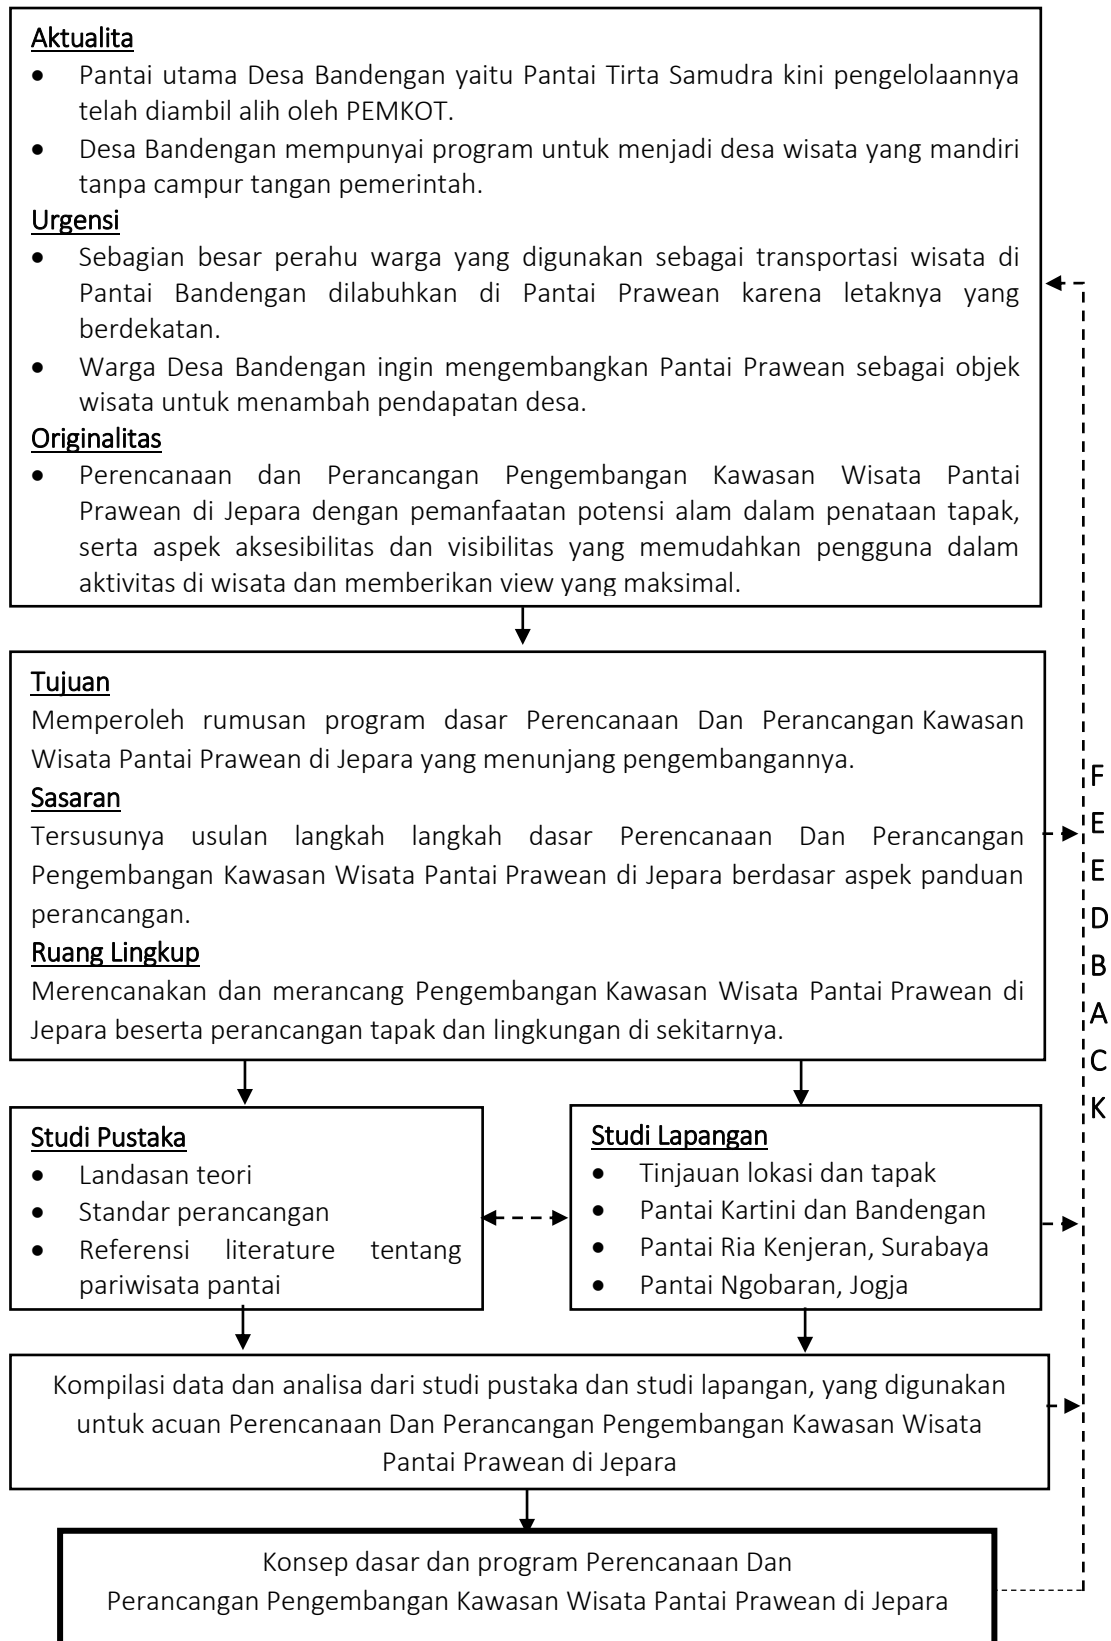 Aktualita
• Pantai utama Desa Bandengan yaitu Pantai Tirta Samudra kini pengelolaannya
telah diambil alih oleh PEMKOT.
• Desa Bandengan mempunyai program untuk menjadi desa wisata yang mandiri
tanpa campur tangan pemerintah.
Urgensi
• Sebagian besar perahu warga yang digunakan sebagai transportasi wisata di
Pantai Bandengan dilabuhkan di Pantai Prawean karena letaknya yang
berdekatan.
• Warga Desa Bandengan ingin mengembangkan Pantai Prawean sebagai objek
wisata untuk menambah pendapatan desa.
Originalitas
• Perencanaan dan Perancangan Pengembangan Kawasan Wisata Pantai
Prawean di Jepara dengan pemanfaatan potensi alam dalam penataan tapak,
serta aspek aksesibilitas dan visibilitas yang memudahkan pengguna dalam
aktivitas di wisata dan memberikan view yang maksimal.
Tujuan
Memperoleh rumusan program dasar Perencanaan Dan Perancangan Kawasan
Wisata Pantai Prawean di Jepara yang menunjang pengembangannya.
Sasaran
Tersusunya usulan langkah langkah dasar Perencanaan Dan Perancangan
Pengembangan Kawasan Wisata Pantai Prawean di Jepara berdasar aspek panduan
perancangan.
Ruang Lingkup
Merencanakan dan merancang Pengembangan Kawasan Wisata Pantai Prawean di
Jepara beserta perancangan tapak dan lingkungan di sekitarnya.
Studi Pustaka
• Landasan teori
• Standar perancangan
• Referensi literature tentang
pariwisata pantai
Studi Lapangan
• Tinjauan lokasi dan tapak
• Pantai Kartini dan Bandengan
• Pantai Ria Kenjeran, Surabaya
• Pantai Ngobaran, Jogja
Kompilasi data dan analisa dari studi pustaka dan studi lapangan, yang digunakan
untuk acuan Perencanaan Dan Perancangan Pengembangan Kawasan Wisata
Pantai Prawean di Jepara
Konsep dasar dan program Perencanaan Dan
Perancangan Pengembangan Kawasan Wisata Pantai Prawean di Jepara
F
E
E
D
B
A
C
K